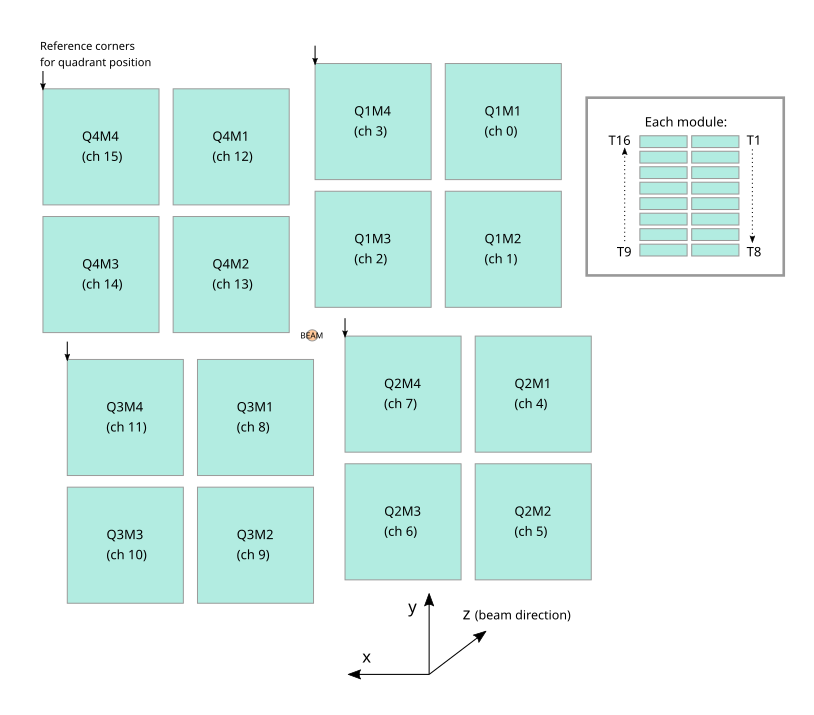 Reference corners
for quadrant position
Q4M4
(ch 15)
Q4M1
(ch 12)
Q4M3
(ch 14)
Q4M2
(ch 13)
Q1M4
(ch 3)
Q1M1
(ch 0)
Q1M3
(ch 2)
Q1M2
(ch 1)
Each module:
T16
T1
T9
T8
BEAM
Q3M4
(ch 11)
Q3M1
(ch 8)
Q3M3
(ch 10)
Q3M2
(ch 9)
Q2M4
(ch 7)
Q2M1
(ch 4)
Q2M3
(ch 6)
Q2M2
(ch 5)
y
z (beam direction)
x